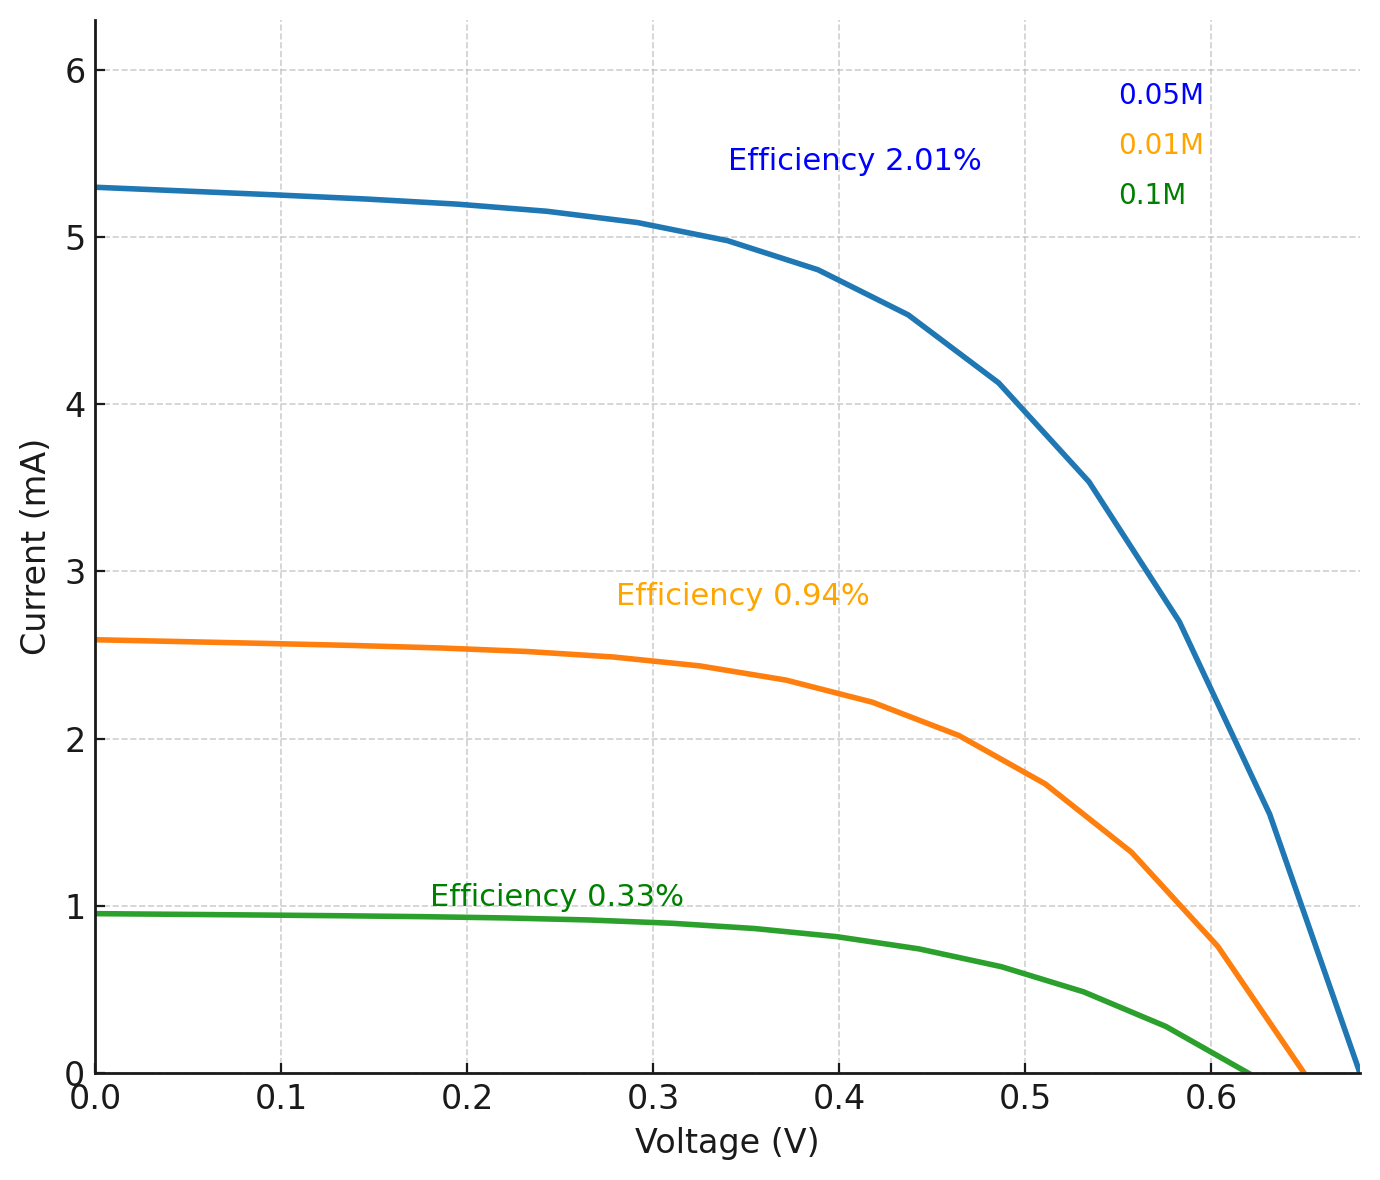 6
0.05M
0.01M
Efficiency 2.01%
0.1M
5
4
Current (mA)
3
Efficiency 0.94%
2
Efficiency 0.33%
1
0
0.0 0.1 0.2 0.3 0.4 0.5 0.6
Voltage (V)